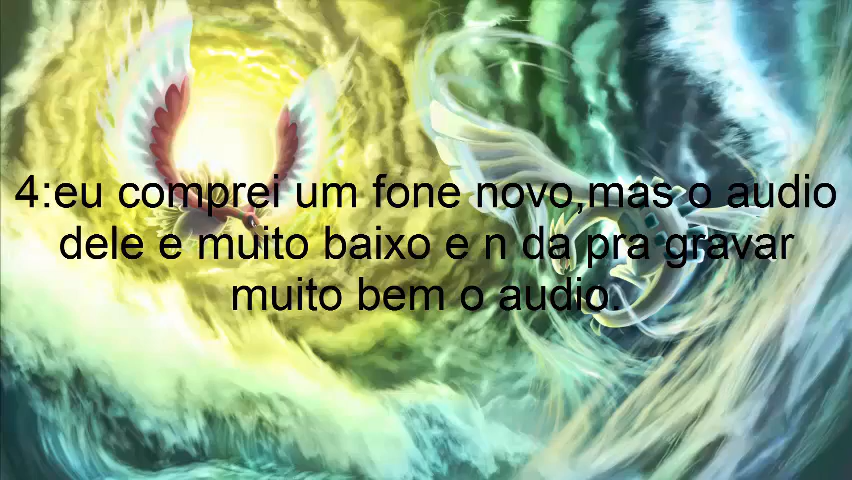 4:eu comprei um fone novo,mas o audio
dele e muito baixo e n da pra gravar
muito bem o audio.